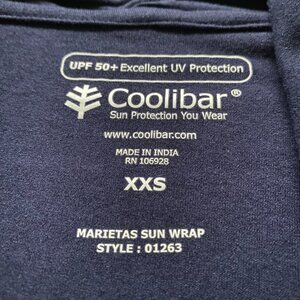 UPF 50+ Excellent UV Protection
Coolibar®
Sun Protection You Wear
www.coolibar.com
MADE IN INDIA
RN 106928
XXS
MARIETAS SUN WRAP
STYLE : 01263